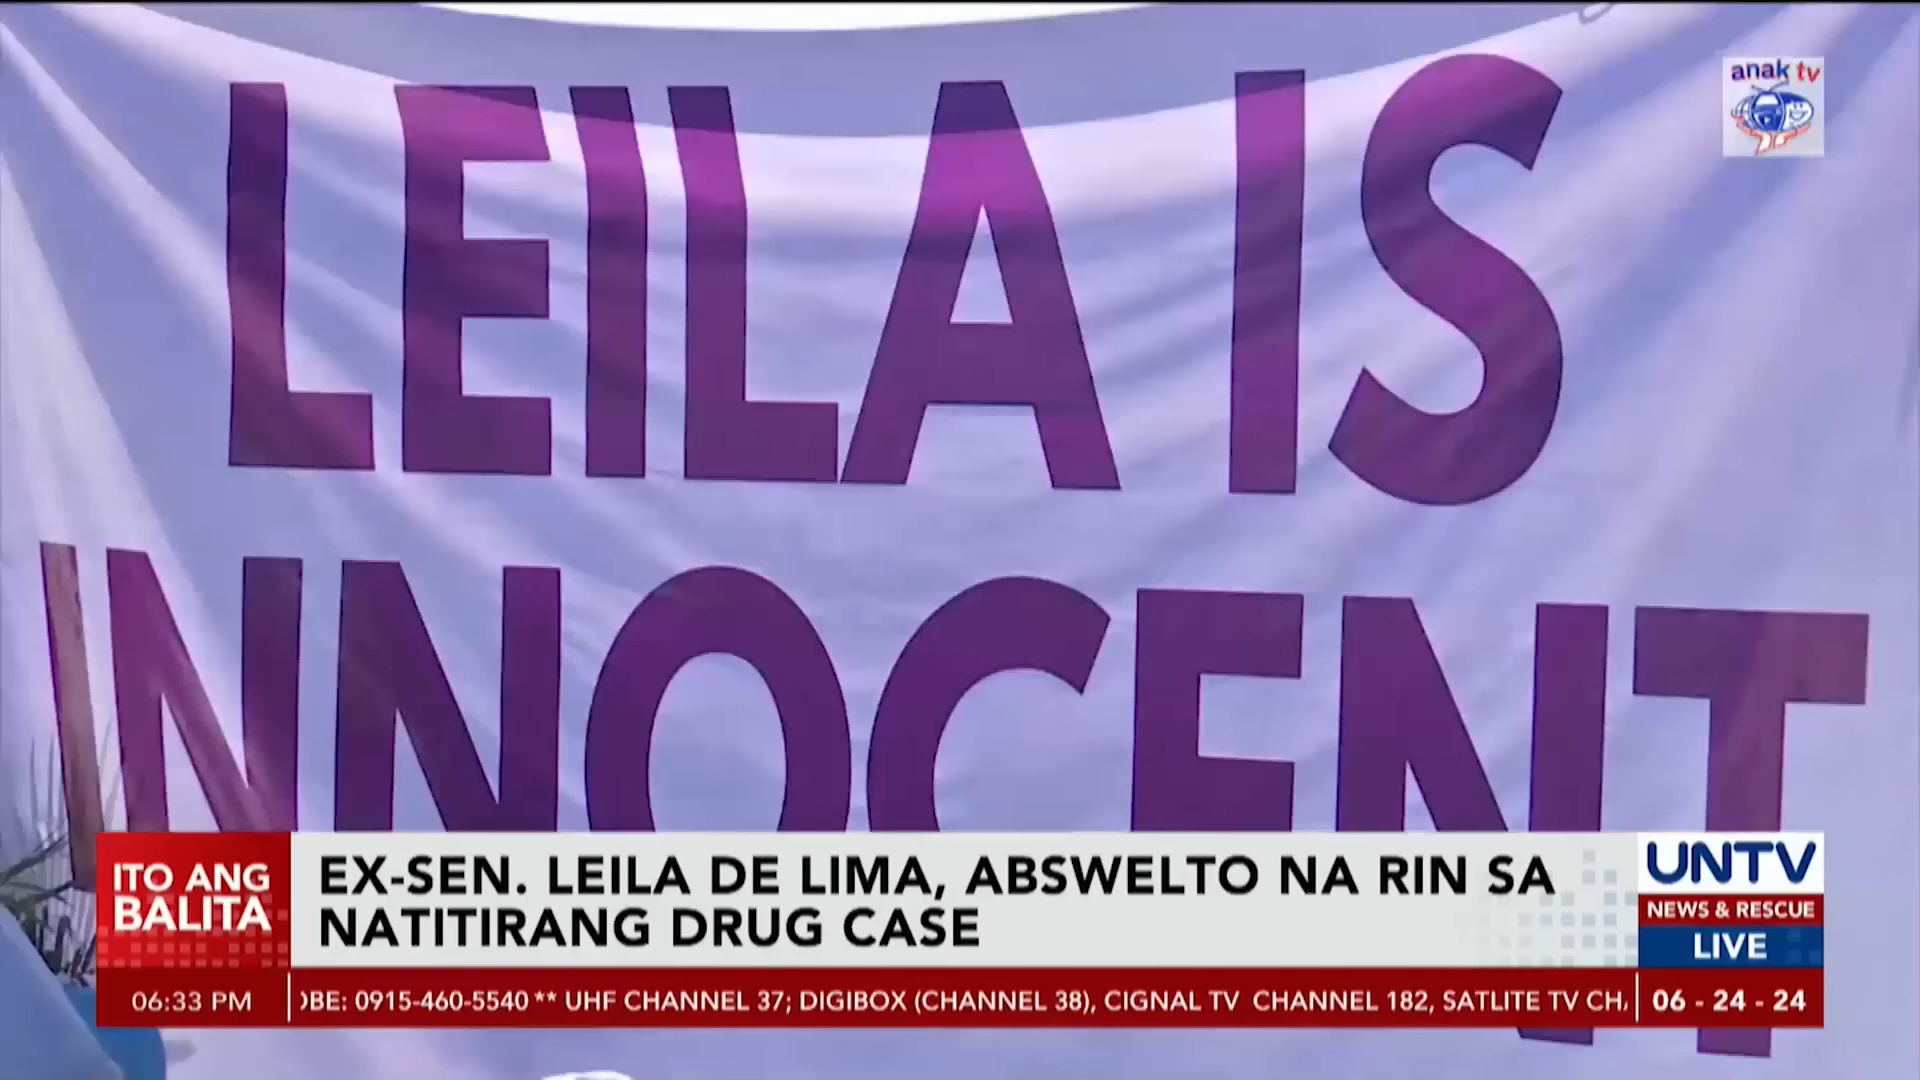 anak tv
LEILA IS
INNOCENT
ITO ANG
BALITA
EX-SEN. LEILA DE LIMA, ABSWELTO NA RIN SA
NATITIRANG DRUG CASE
UNTV
NEWS & RESCUE
LIVE
06:33 PM
OBE: 0915-460-5540 ** UHF CHANNEL 37; DIGIBOX (CHANNEL 38), CIGNAL TV CHANNEL 182, SATLITE TV CH
06 - 24 - 24